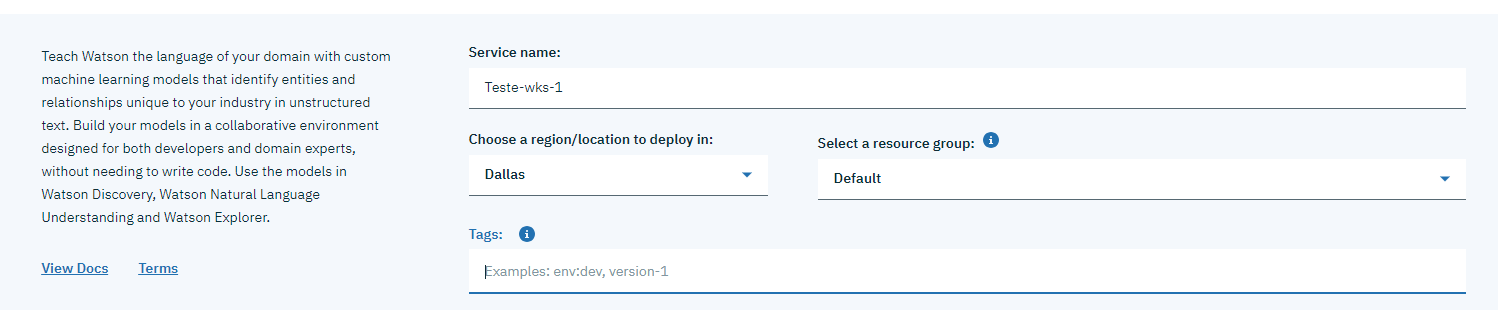 Teach Watson the language of your domain with custom
machine learning models that identify entities and
relationships unique to your industry in unstructured
text. Build your models in a collaborative environment
designed for both developers and domain experts,
without needing to write code. Use the models in
Watson Discovery, Watson Natural Language
Understanding and Watson Explorer.
View Docs Terms
Service name:
Teste-wks-1
Choose a region/location to deploy in:
Dallas
Select a resource group:
Default
Tags:
Examples: env:dev, version-1